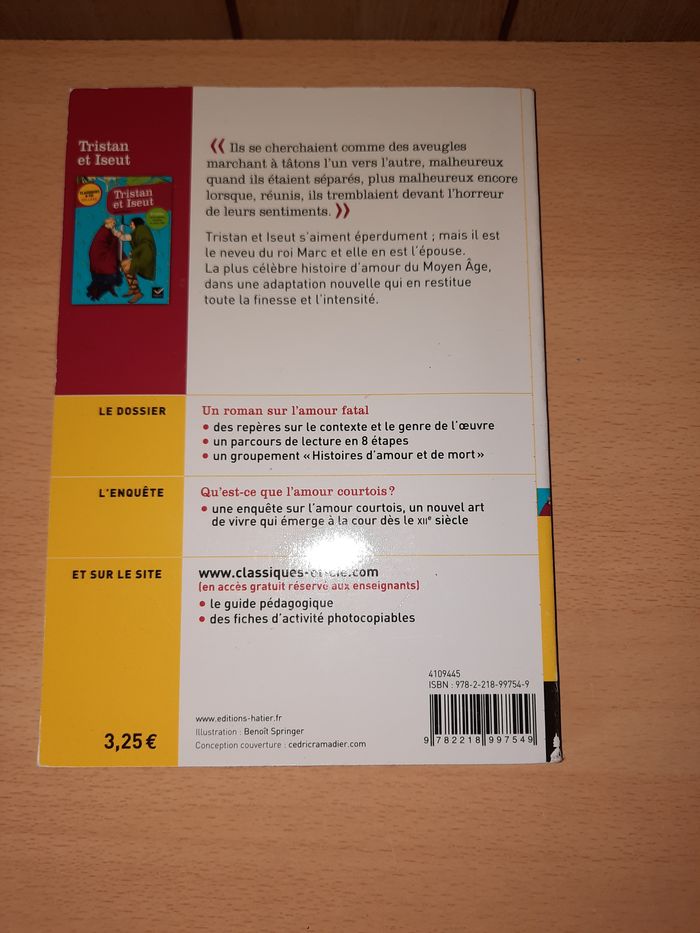 Tristan
et Iseut
Tristan
et Iseut
« Ils se cherchaient comme des aveugles
marchant à tâtons l'un vers l'autre, malheureux
quand ils étaient séparés, plus malheureux encore
lorsque, réunis, ils tremblaient devant l'horreur
de leurs sentiments. »
Tristan et Iseut s'aiment éperdument ; mais il est
le neveu du roi Marc et elle en est l'épouse.
La plus célèbre histoire d'amour du Moyen Âge,
dans une adaptation nouvelle qui en restitue
toute la finesse et l'intensité.
LE DOSSIER
Un roman sur l'amour fatal
• des repères sur le contexte et le genre de l'œuvre
• un parcours de lecture en 8 étapes
• un groupement « Histoires d'amour et de mort »
L'ENQUÊTE
Qu'est-ce que l'amour courtois ?
• une enquête sur l'amour courtois, un nouvel art
de vivre qui émerge à la cour dès le XIIe siècle
ET SUR LE SITE
www.classiques-et-cie.com
(en accès gratuit réservé aux enseignants)
• le guide pédagogique
• des fiches d'activité photocopiables
4109445
ISBN : 978-2-218-99754-9
9 782218 997549
www.editions-hatier.fr
Illustration : Benoît Springer
Conception couverture : cedricramadier.com
3,25 €